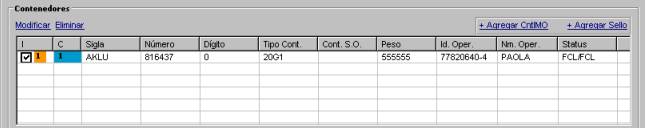 Contenedores
Modificar Eliminar + Agregar CntIMO + Agregar Sello
I C Sigla Número Dígito Tipo Cont. Cont. S.O. Peso Id. Oper. Nm. Oper. Status
1 1 AKLU 816437 0 20G1 555555 77820640-4 PAOLA FCL/FCL